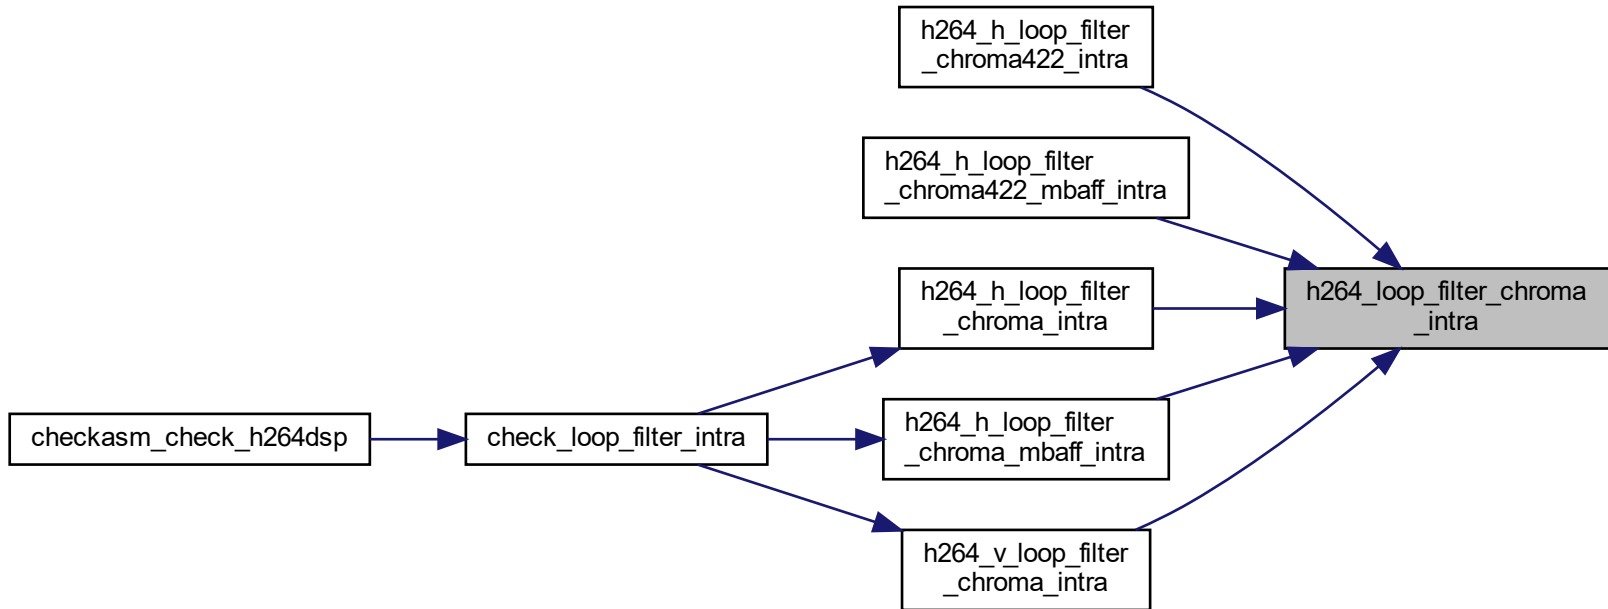 h264_h_loop_filter
_chroma422_intra
h264_h_loop_filter
_chroma422_mbaff_intra
h264_h_loop_filter
_chroma_intra
h264_loop_filter_chroma
_intra
checkasm_check_h264dsp
check_loop_filter_intra
h264_h_loop_filter
_chroma_mbaff_intra
h264_v_loop_filter
_chroma_intra